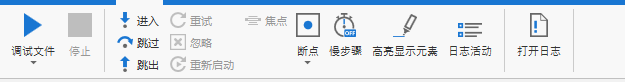 进入 重试 焦点
跳过 忽略
跳出 重新启动
调试文件 停止 断点 慢步骤 高亮显示元素 日志活动 打开日志
OFF